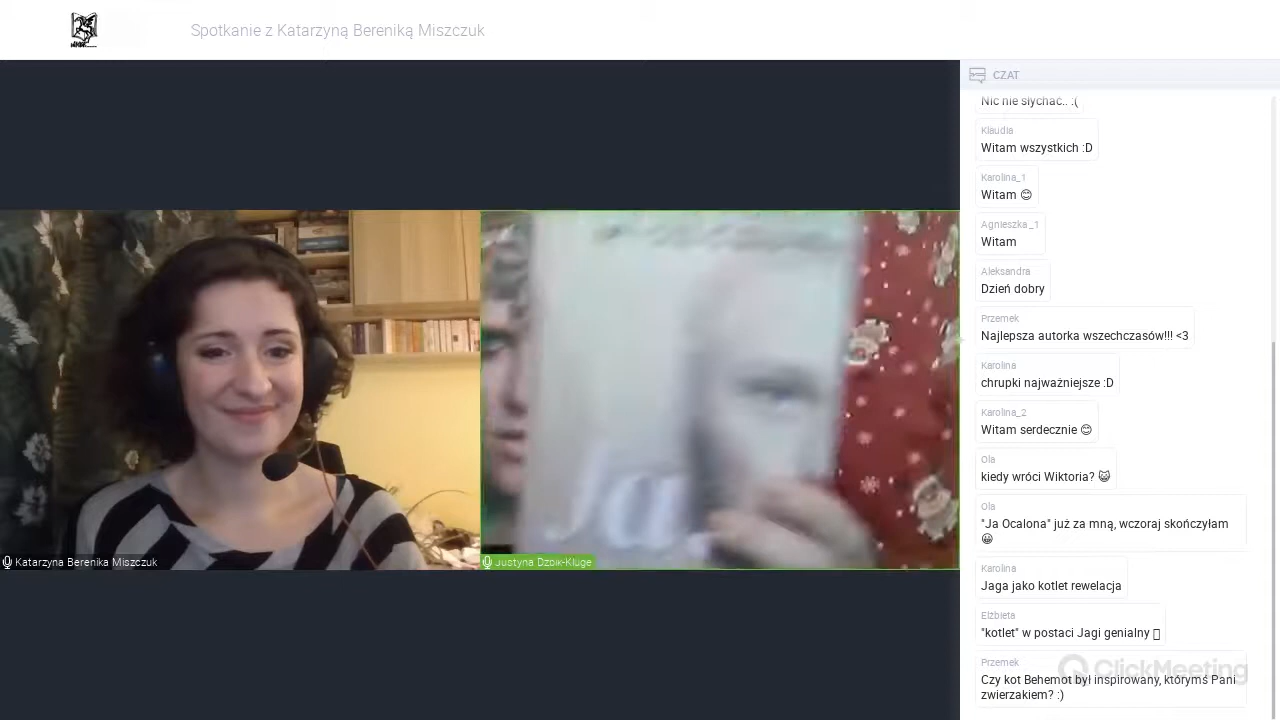 Spotkanie z Katarzyną Bereniką Miszczuk
CZAT
Nic nie słychać.. :(
Klaudia
Witam wszystkich :D
Karolina_1
Witam 😊
Agnieszka_1
Witam
Aleksandra
Dzień dobry
Przemek
Najlepsza autorka wszechczasów!!! <3
Karolina
chrupki najważniejsze :D
Karolina_2
Witam serdecznie 😊
Ola
kiedy wróci Wiktoria? 😺
Ola
"Ja Ocalona" już za mną, wczoraj skończyłam
😀
Karolina
Jaga jako kotlet rewelacja
Elżbieta
"kotlet" w postaci Jagi genialny
Przemek
Czy kot Behemot był inspirowany, którymś Pani
zwierzakiem? :)
ClickMeeting
Katarzyna Berenika Miszczuk
Justyna Dzbik-Kluge
Ja